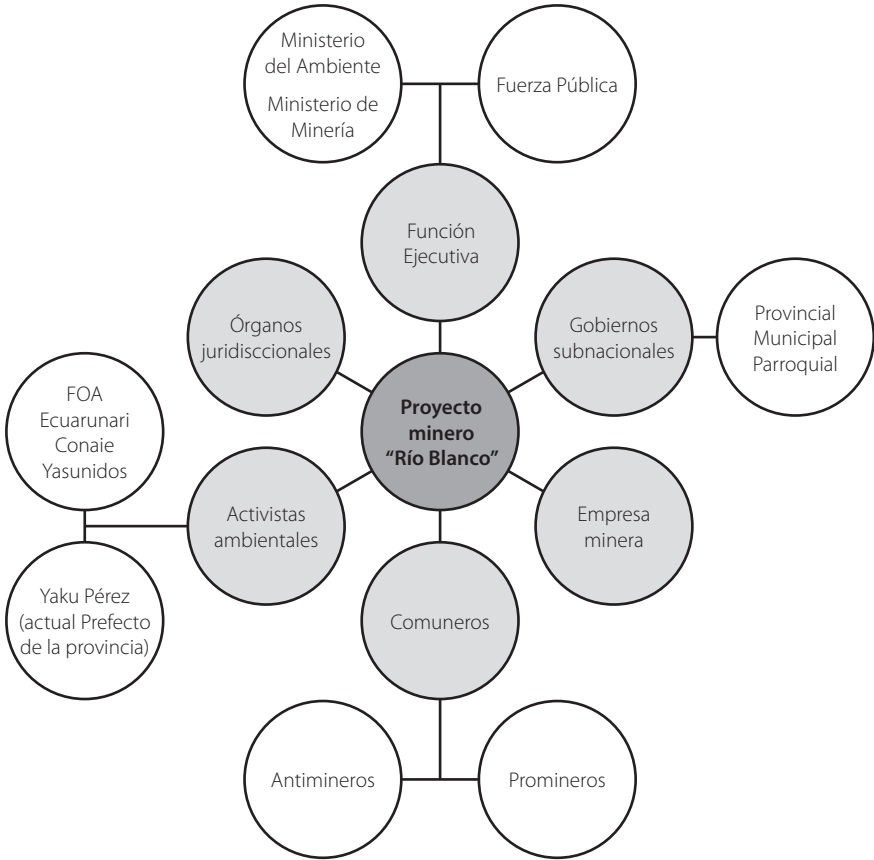 Ministerio
del Ambiente
Ministerio de
Minería
Fuerza Pública
Función
Ejecutiva
Órganos
juridisccionales
Gobiernos
subnacionales
Provincial
Municipal
Parroquial
FOA
Ecuarunari
Conaie
Yasunidos
Proyecto
minero
“Río Blanco”
Activistas
ambientales
Empresa
minera
Yaku Pérez
(actual Prefecto
de la provincia)
Comuneros
Antimineros
Promineros